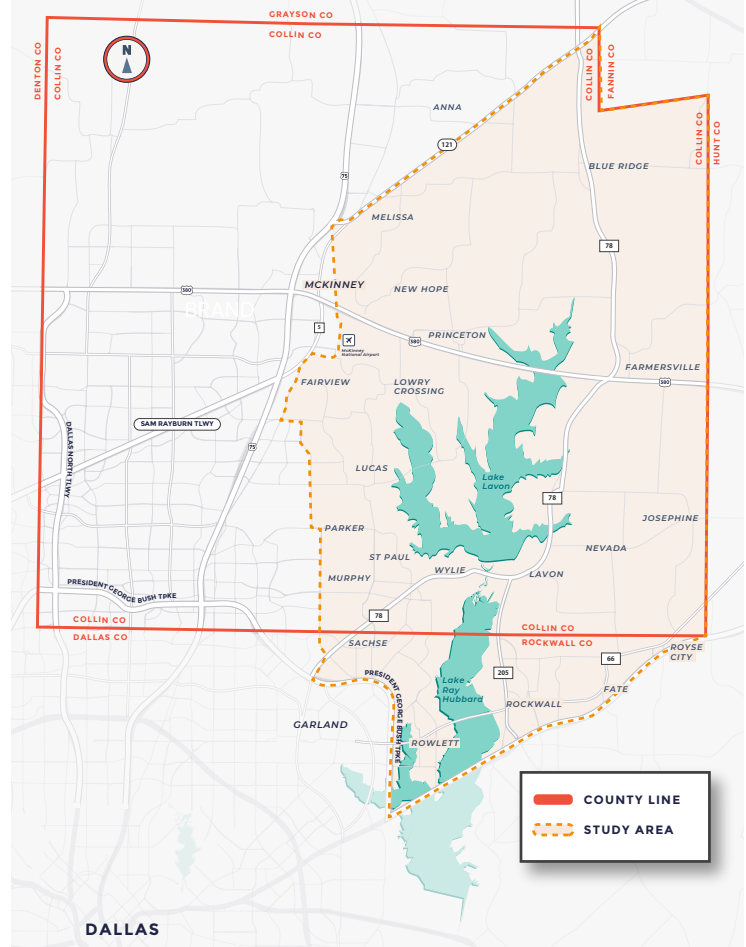 GRAYSON CO
COLLIN CO
DENTON CO
COLLIN CO
N
COLLIN CO
FANNIN CO
COLLIN CO
HUNT CO
ANNA
121
75
BLUE RIDGE
MELISSA
78
MCKINNEY
NEW HOPE
380
BRAND
5
McKinney
National Airport
PRINCETON
380
FARMERSVILLE
380
FAIRVIEW
LOWRY
CROSSING
SAM RAYBURN TLWY
DALLAS NORTH TLWY
75
LUCAS
Lake
Lavon
78
JOSEPHINE
PARKER
NEVADA
ST PAUL
WYLIE
LAVON
MURPHY
PRESIDENT GEORGE BUSH TPKE
78
COLLIN CO
DALLAS CO
COLLIN CO
ROCKWALL CO
SACHSE
ROYSE
CITY
66
205
PRESIDENT GEORGE BUSH TPKE
Lake
Ray
Hubbard
FATE
ROCKWALL
GARLAND
ROWLETT
COUNTY LINE
STUDY AREA
DALLAS